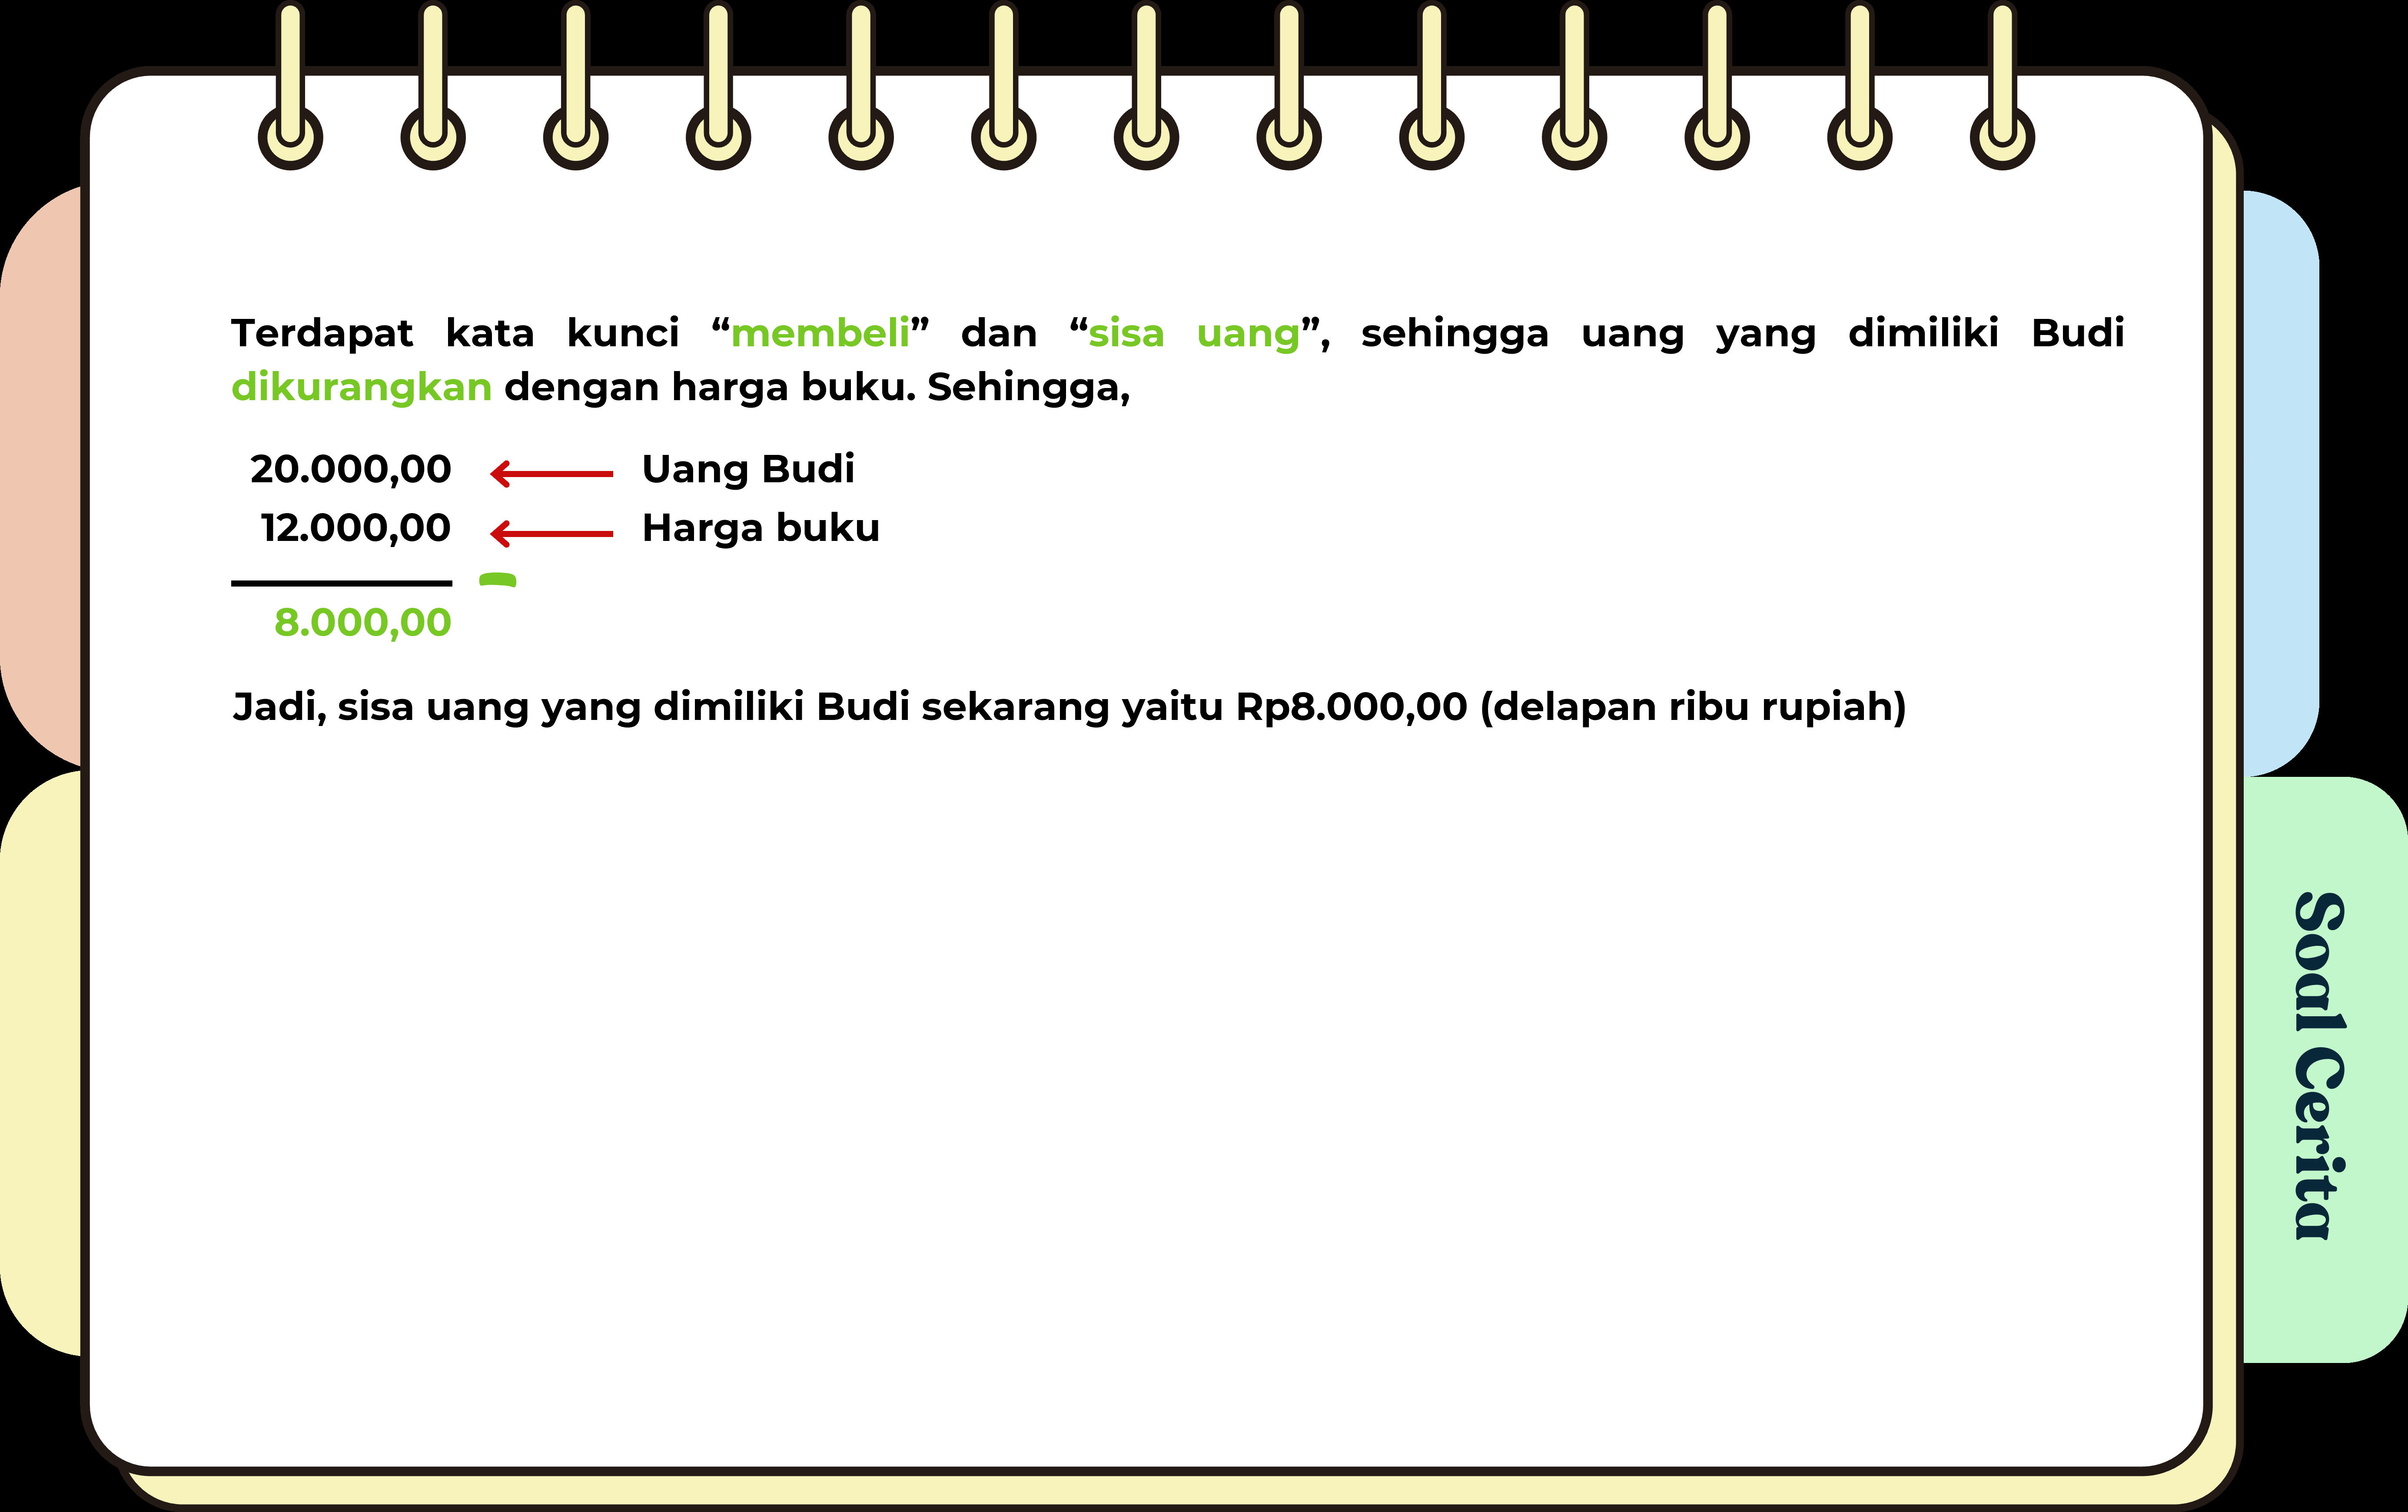 Terdapat kata kunci “membeli” dan “sisa uang”, sehingga uang yang dimiliki Budi
dikurangkan dengan harga buku. Sehingga,
20.000,00 Uang Budi
12.000,00 Harga buku
-
8.000,00
Jadi, sisa uang yang dimiliki Budi sekarang yaitu Rp8.000,00 (delapan ribu rupiah)
Soal Cerita